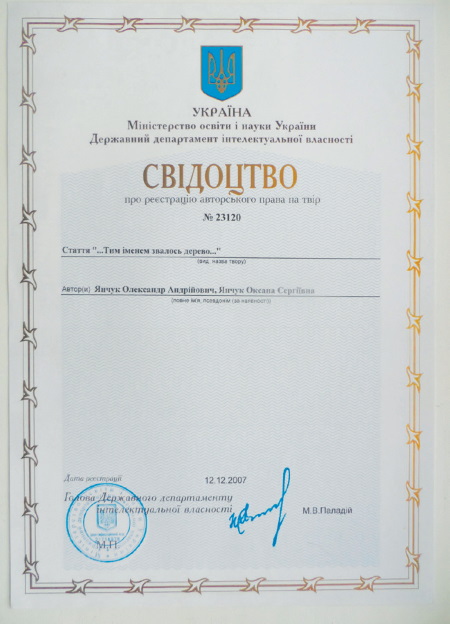 УКРАЇНА
Міністерство освіти і науки України
Державний департамент інтелектуальної власності
СВІДОЦТВО
про реєстрацію авторського права на твір
№ 23120
Стаття "...Тим іменем звалось дерево..."
(вид, назва твору)
Автор(и) Янчук Олександр Андрійович, Янчук Оксана Сергіївна
(повне ім'я, псевдонім (за наявності))
Дата реєстрації 12.12.2007
Голова Державного департаменту
інтелектуальної власності М.В.Паладій
М.П.